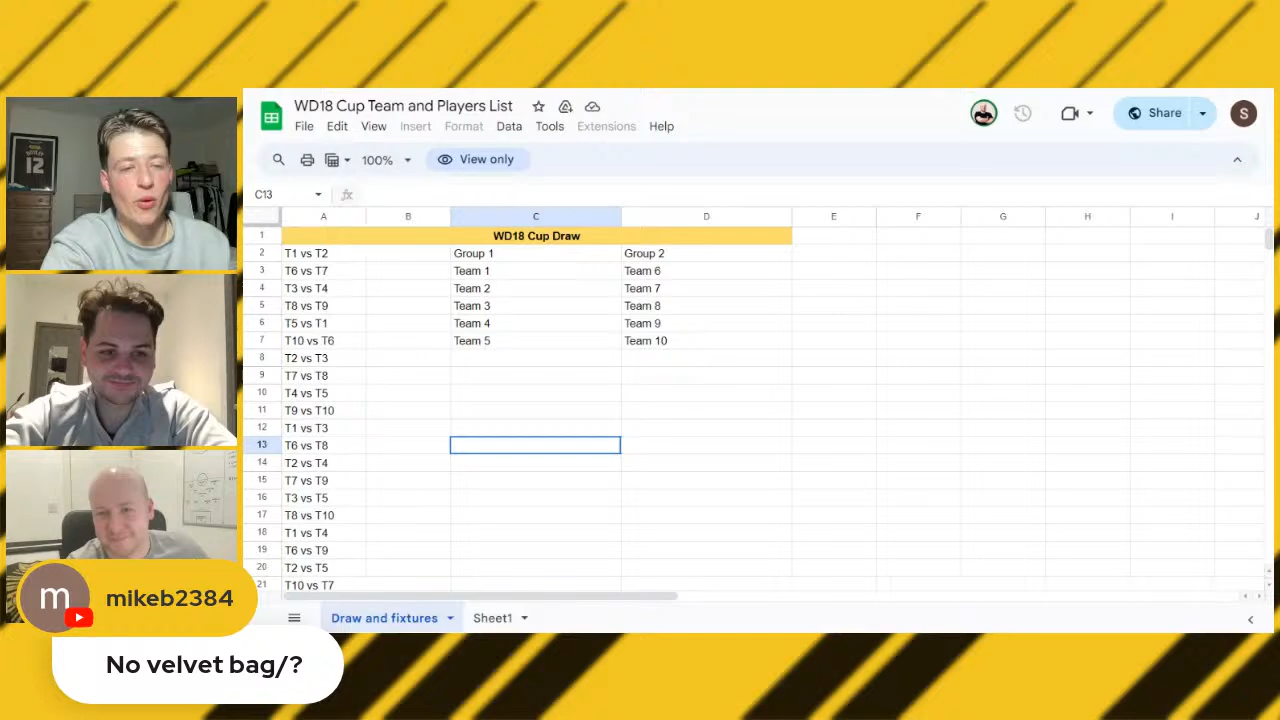 WD18 Cup Team and Players List
File Edit View Insert Format Data Tools Extensions Help
Share
S
100%
View only
C13
fx
A B C D E F G H I J
1 WD18 Cup Draw
2 T1 vs T2 Group 1 Group 2
3 T6 vs T7 Team 1 Team 6
4 T3 vs T4 Team 2 Team 7
5 T8 vs T9 Team 3 Team 8
6 T5 vs T1 Team 4 Team 9
7 T10 vs T6 Team 5 Team 10
8 T2 vs T3
9 T7 vs T8
10 T4 vs T5
11 T9 vs T10
12 T1 vs T3
13 T6 vs T8
14 T2 vs T4
15 T7 vs T9
16 T3 vs T5
17 T8 vs T10
18 T1 vs T4
19 T6 vs T9
20 T2 vs T5
21 T10 vs T7
Draw and fixtures Sheet1
12
m
mikeb2384
No velvet bag/?